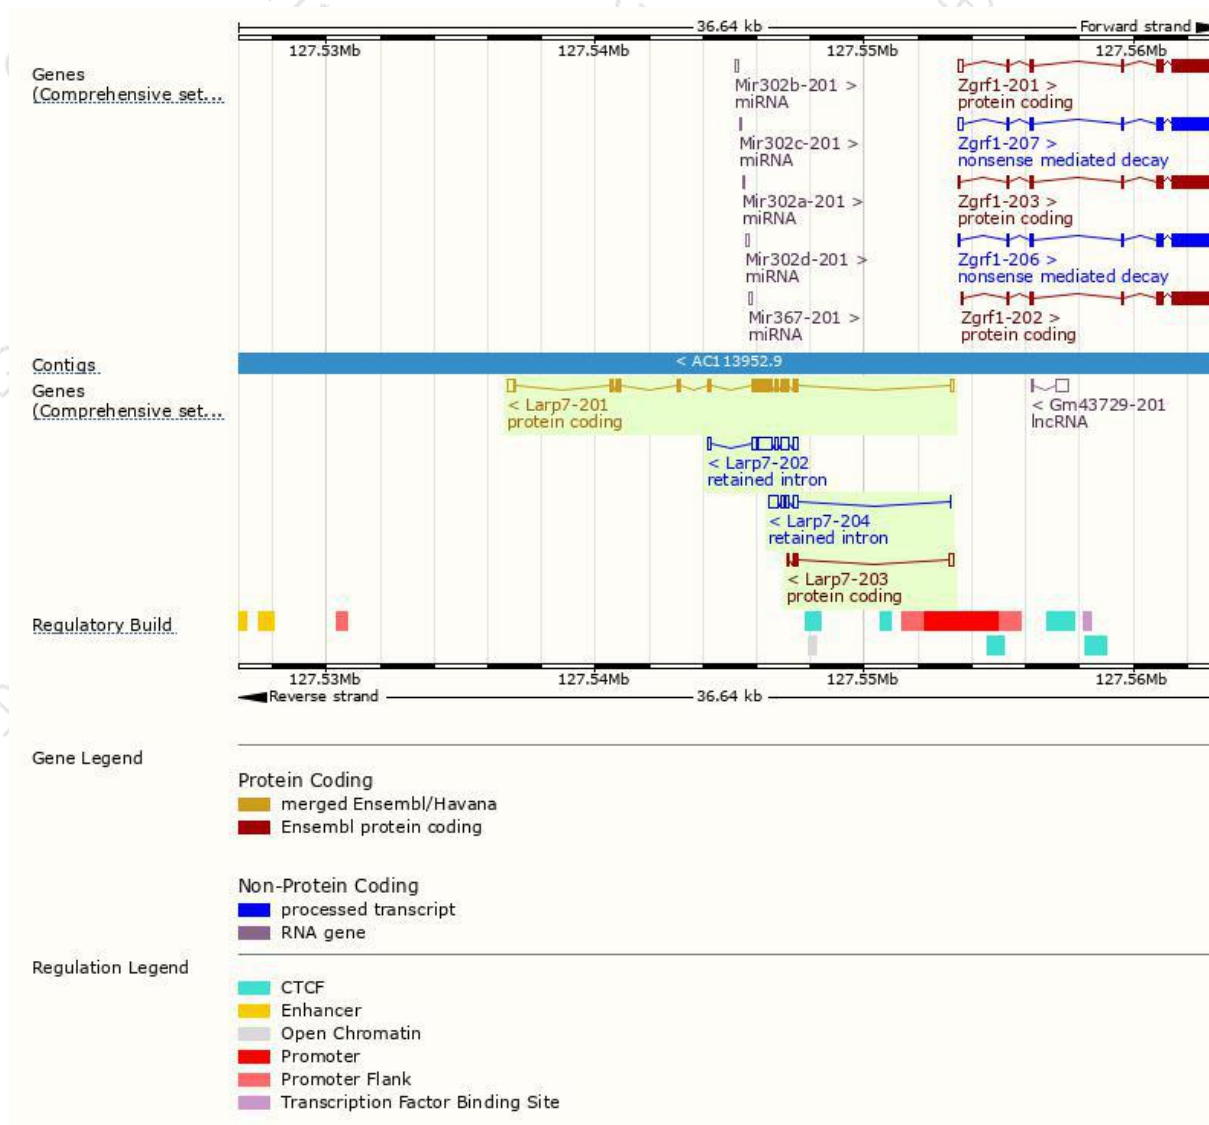 36.64 kb
Forward strand
127.53Mb 127.54Mb 127.55Mb 127.56Mb
Genes
(Comprehensive set...
Mir302b-201 >
miRNA
Mir302c-201 >
miRNA
Mir302a-201 >
miRNA
Mir302d-201 >
miRNA
Mir367-201 >
miRNA
Zgrf1-201 >
protein coding
Zgrf1-207 >
nonsense mediated decay
Zgrf1-203 >
protein coding
Zgrf1-206 >
nonsense mediated decay
Zgrf1-202 >
protein coding
Contigs
< AC113952.9
Genes
(Comprehensive set...
< Larp7-201
protein coding
< Gm43729-201
lncRNA
< Larp7-202
retained intron
< Larp7-204
retained intron
< Larp7-203
protein coding
Regulatory Build
127.53Mb 127.54Mb 127.55Mb 127.56Mb
Reverse strand
36.64 kb
Gene Legend
Protein Coding
merged Ensembl/Havana
Ensembl protein coding
Non-Protein Coding
processed transcript
RNA gene
Regulation Legend
CTCF
Enhancer
Open Chromatin
Promoter
Promoter Flank
Transcription Factor Binding Site